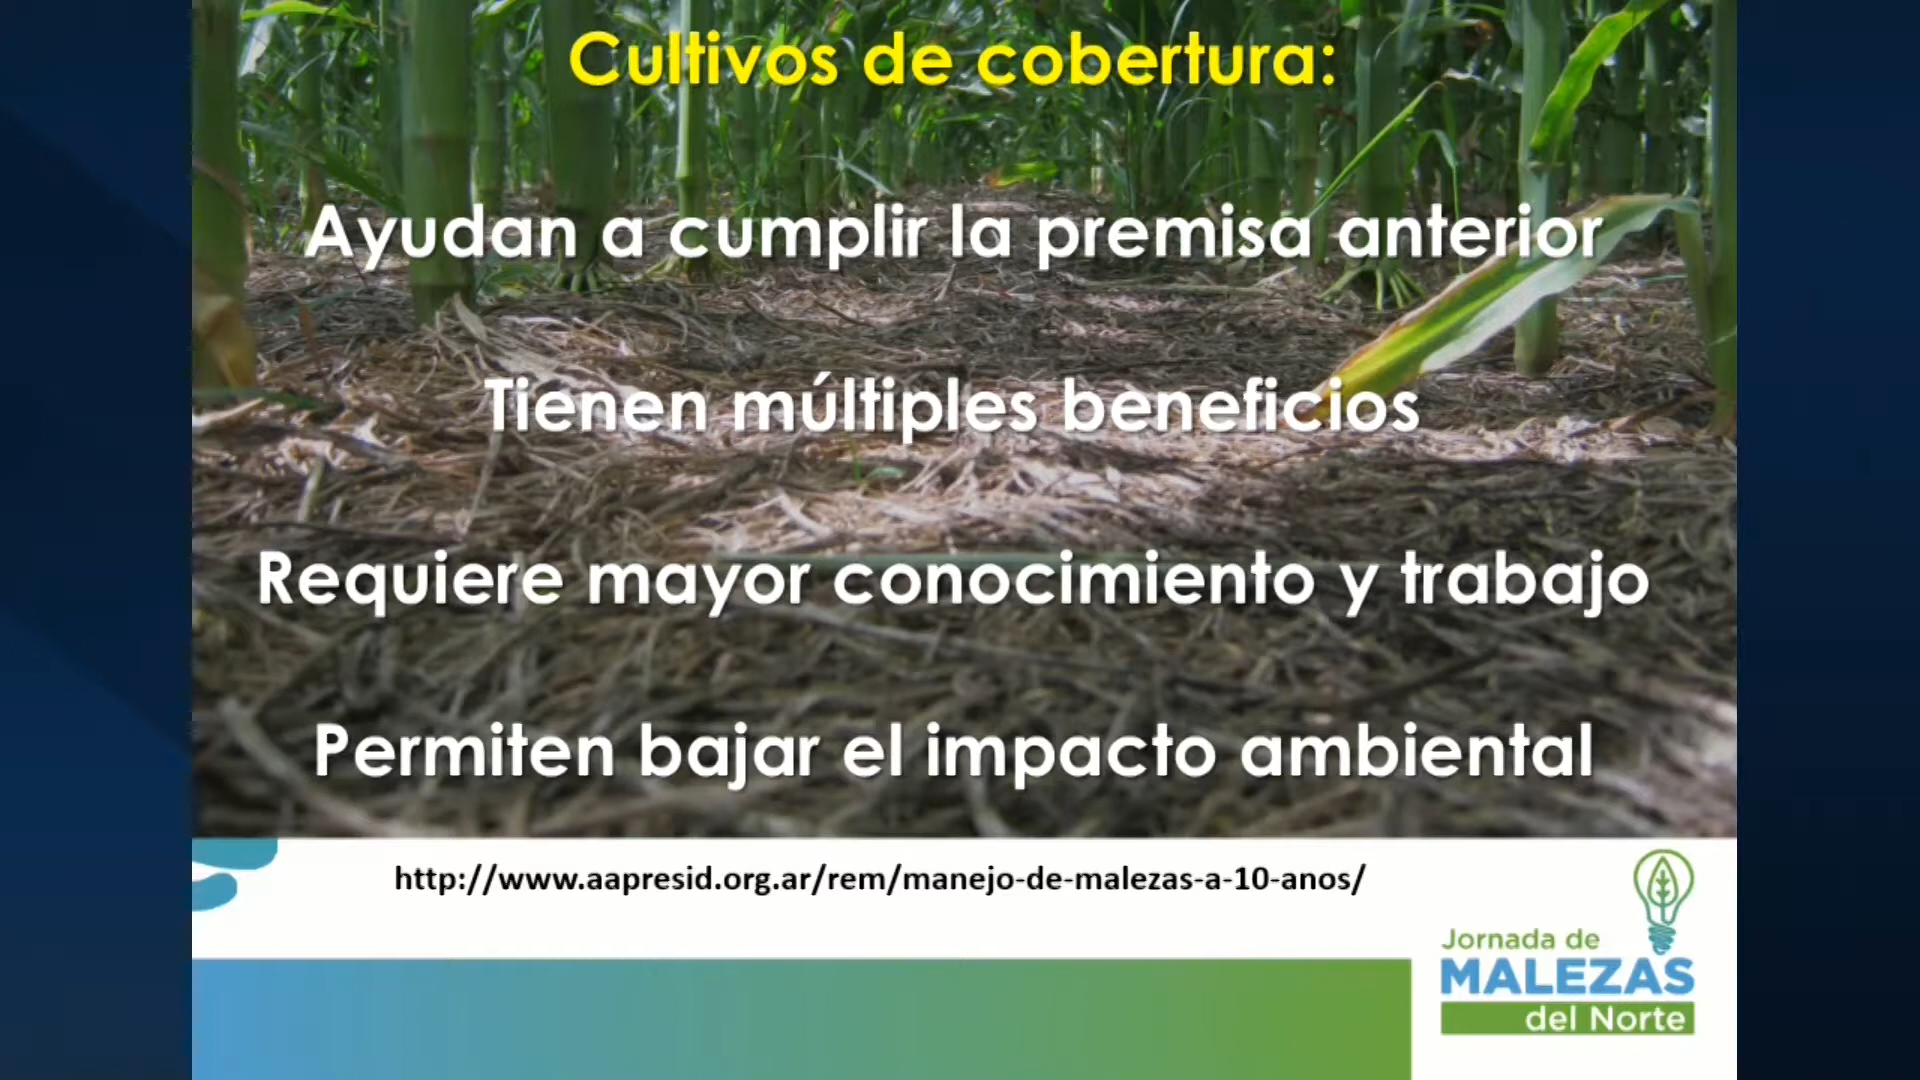 Cultivos de cobertura:
Ayudan a cumplir la premisa anterior
Tienen múltiples beneficios
Requiere mayor conocimiento y trabajo
Permiten bajar el impacto ambiental
http://www.aapresid.org.ar/rem/manejo-de-malezas-a-10-anos/
Jornada de
MALEZAS
del Norte